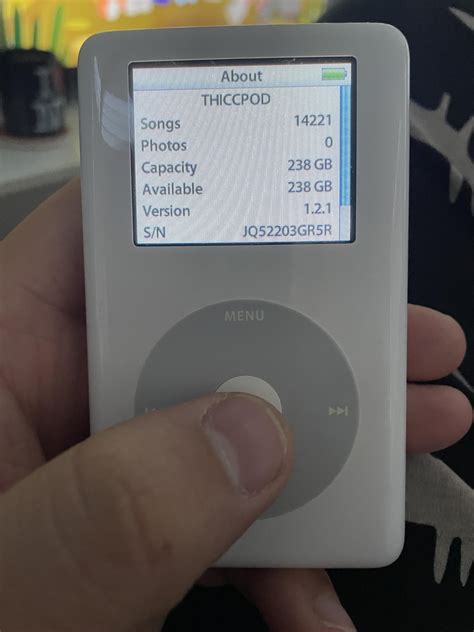 About
THICCPOD
Songs 14221
Photos 0
Capacity 238 GB
Available 238 GB
Version 1.2.1
S/N JQ52203GR5R
MENU